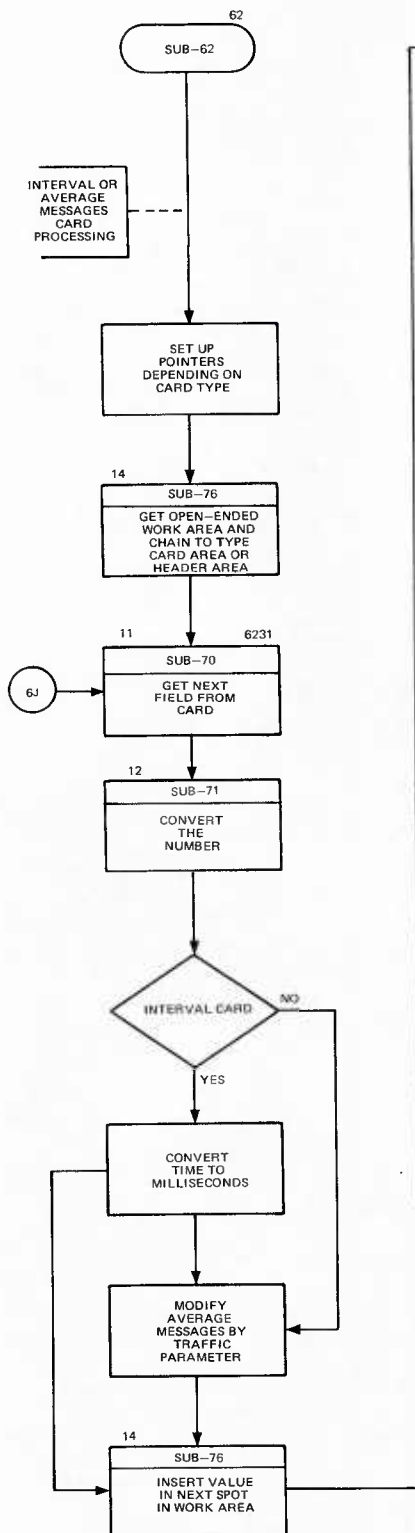 62
SUB-62
INTERVAL OR
AVERAGE
MESSAGES
CARD
PROCESSING
SET UP
POINTERS
DEPENDING ON
CARD TYPE
14
SUB-76
GET OPEN-ENDED
WORK AREA AND
CHAIN TO TYPE
CARD AREA OR
HEADER AREA
11 6231
SUB-70
6J
GET NEXT
FIELD FROM
CARD
12
SUB-71
CONVERT
THE
NUMBER
INTERVAL CARD
NO
YES
CONVERT
TIME TO
MILLISECONDS
MODIFY
AVERAGE
MESSAGES BY
TRAFFIC
PARAMETER
14
SUB-76
INSERT VALUE
IN NEXT SPOT
IN WORK AREA